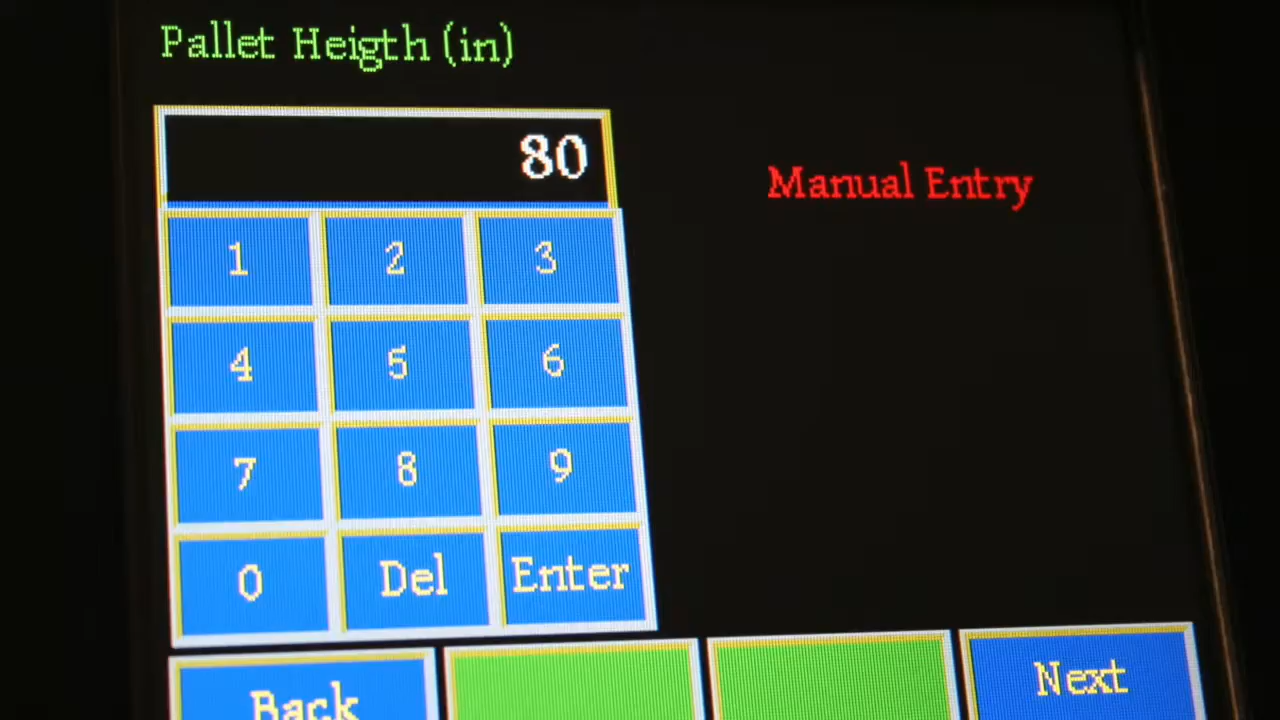 Pallet Heigth (in)
80
Manual Entry
1 2 3
4 5 6
7 8 9
0 Del Enter
Back Next